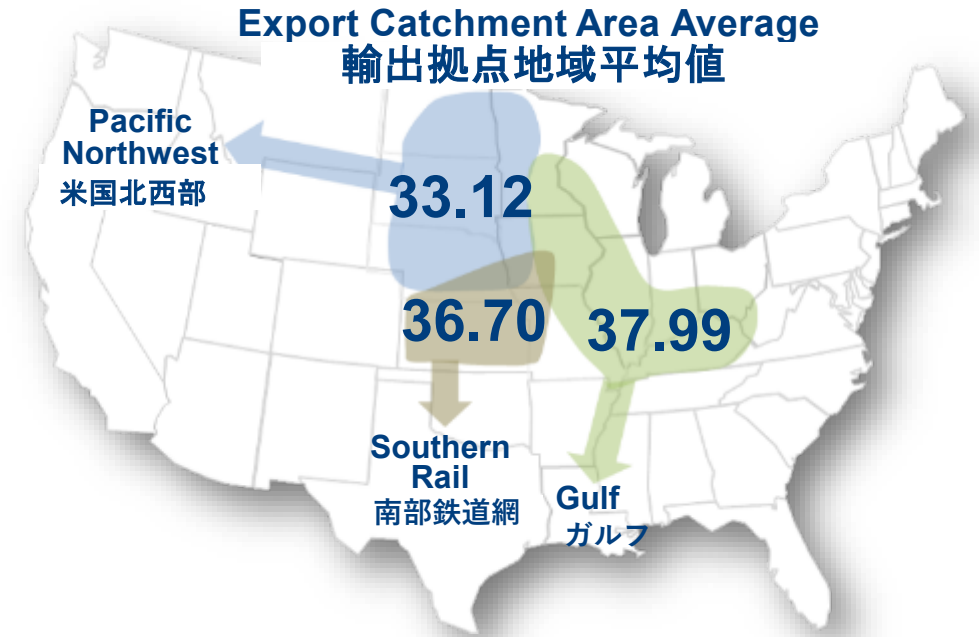 Export Catchment Area Average
輸出拠点地域平均値
Pacific
Northwest
米国北西部
33.12
36.70
37.99
Southern
Rail
南部鉄道網
Gulf
ガルフ